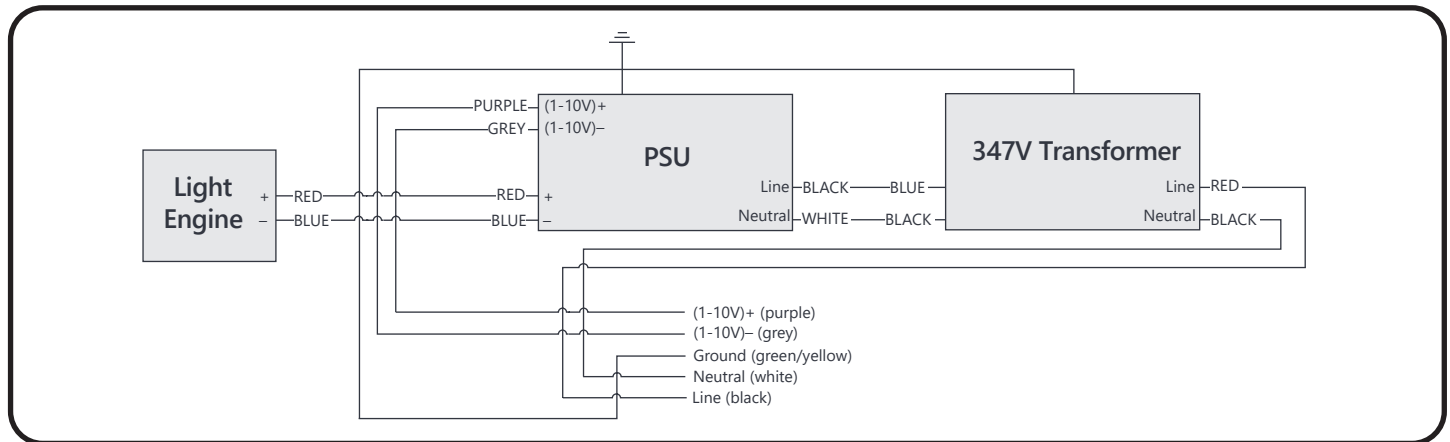 PURPLE (1-10V)+
GREY (1-10V)–
PSU
347V Transformer
Light
Engine
+ RED RED +
– BLUE BLUE –
Line BLACK BLUE
Neutral WHITE BLACK
Line RED
Neutral BLACK
(1-10V)+ (purple)
(1-10V)– (grey)
Ground (green/yellow)
Neutral (white)
Line (black)